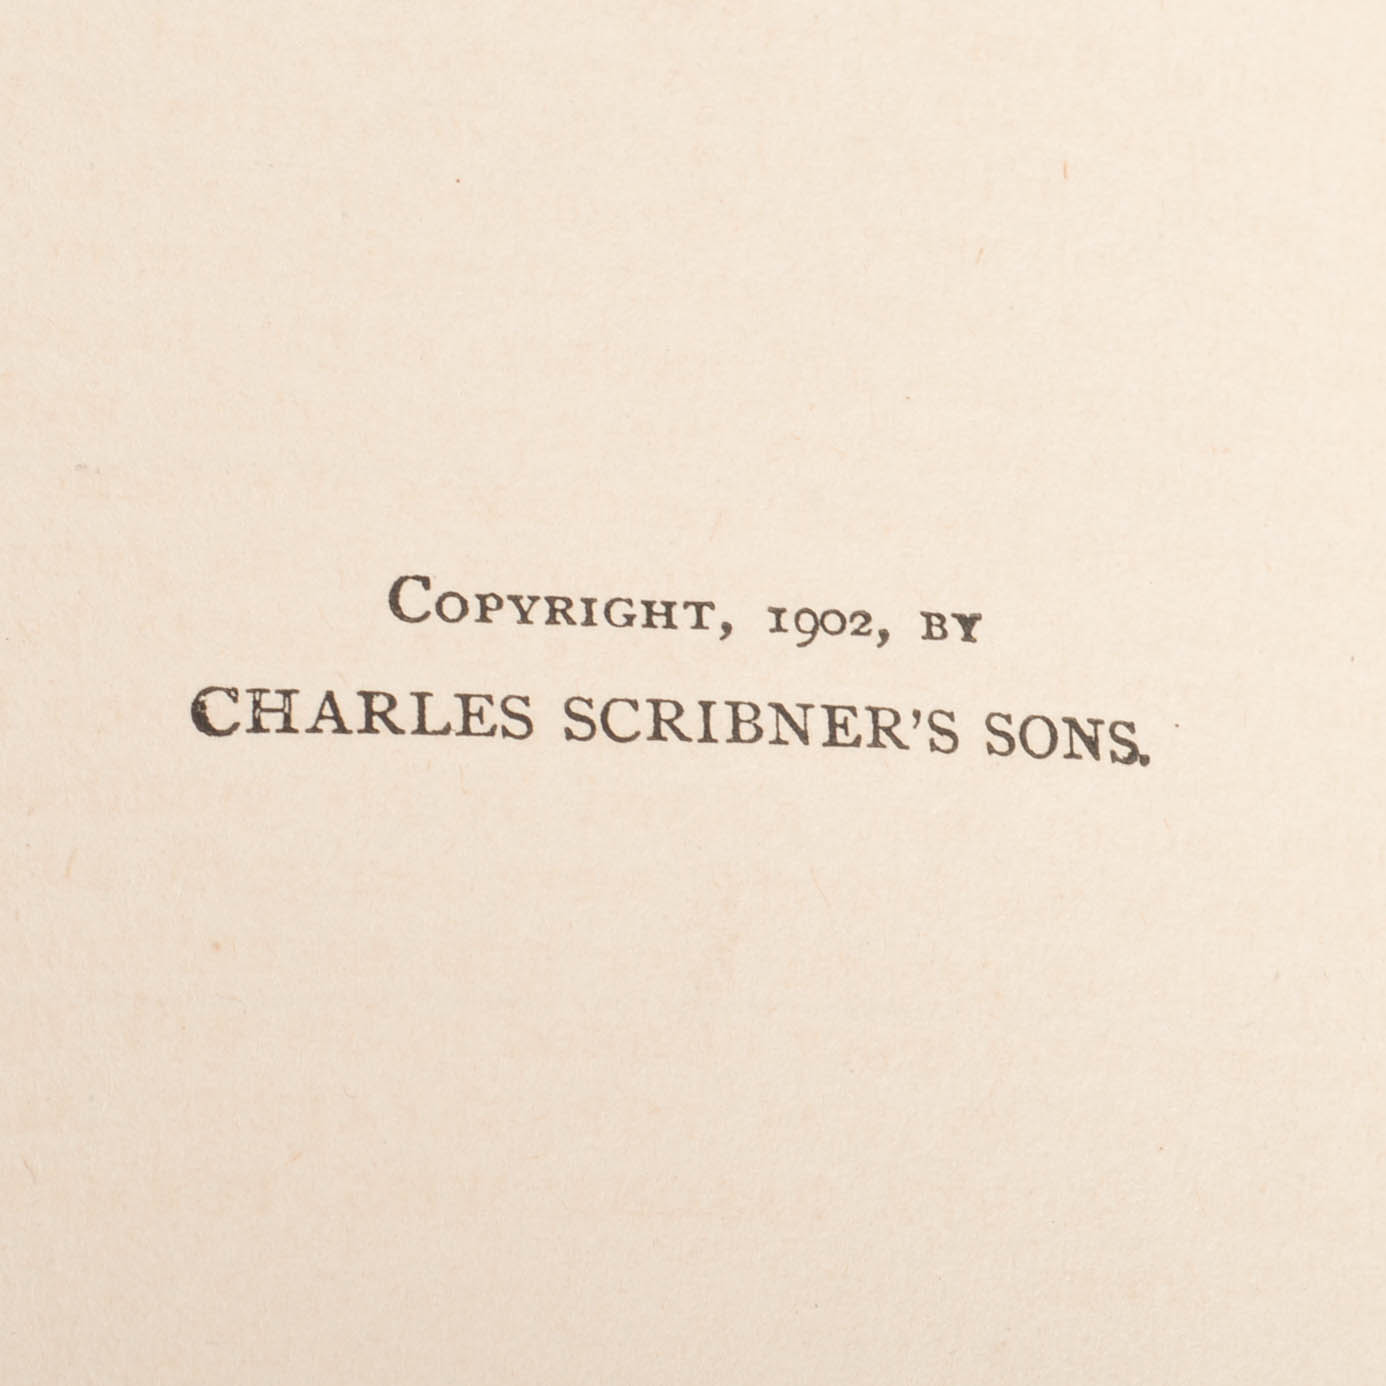 Copyright, 1902, by
CHARLES SCRIBNER'S SONS.